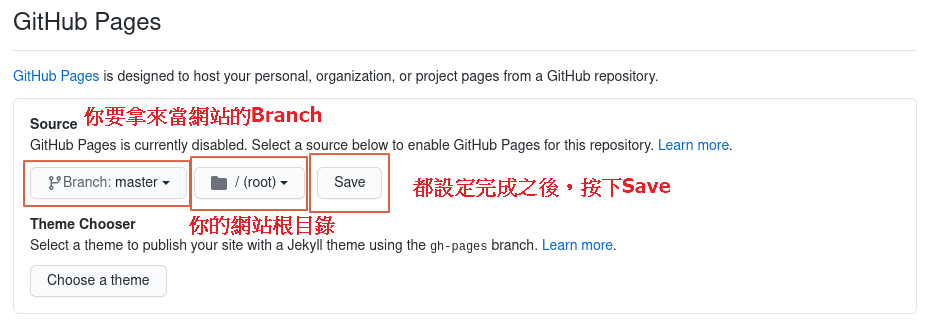 GitHub Pages
GitHub Pages is designed to host your personal, organization, or project pages from a GitHub repository.
Source 你要拿來當網站的Branch
GitHub Pages is currently disabled. Select a source below to enable GitHub Pages for this repository. Learn more.
Branch: master / (root) Save 都設定完成之後，按下Save
Theme Chooser 你的網站根目錄
Select a theme to publish your site with a Jekyll theme using the gh-pages branch. Learn more.
Choose a theme